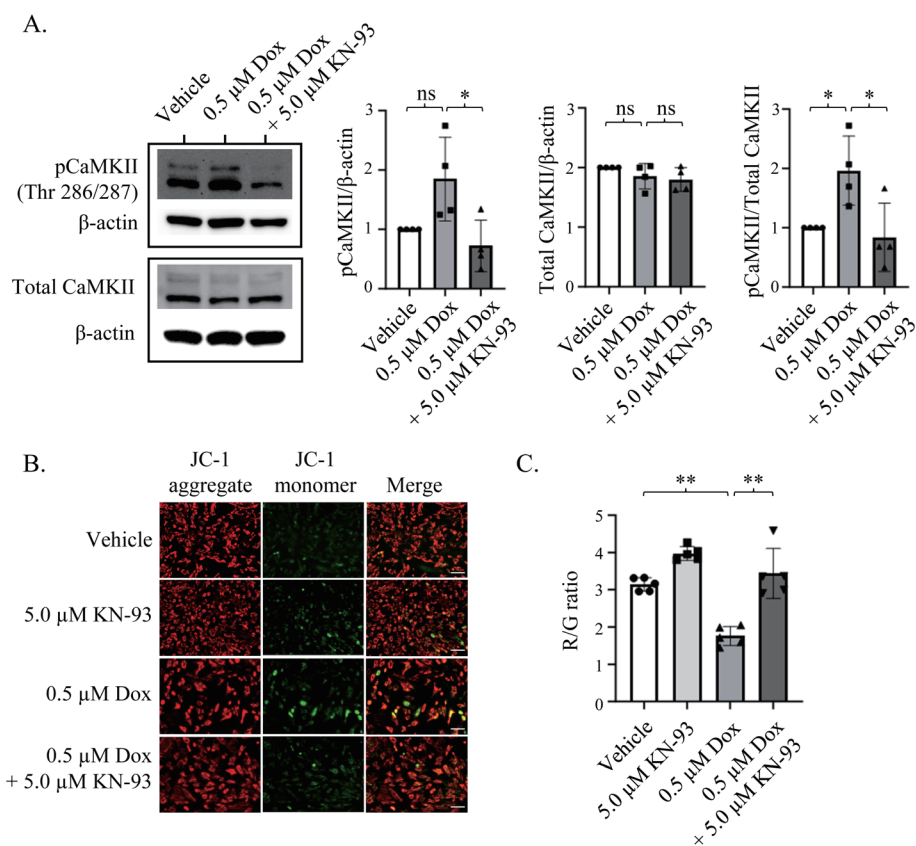 A.
Vehicle
0.5 µM Dox
0.5 µM Dox
+ 5.0 µM KN-93
pCaMKII
(Thr 286/287)
β-actin
Total CaMKII
β-actin
pCaMKII/β-actin
3
2
1
0
ns
*
Vehicle
0.5 µM Dox
0.5 µM Dox
+ 5.0 µM KN-93
Total CaMKII/β-actin
3
2
1
0
ns
ns
Vehicle
0.5 µM Dox
0.5 µM Dox
+ 5.0 µM KN-93
pCaMKII/Total CaMKII
3
2
1
0
*
*
Vehicle
0.5 µM Dox
0.5 µM Dox
+ 5.0 µM KN-93
B.
JC-1
aggregate
JC-1
monomer
Merge
Vehicle
5.0 µM KN-93
0.5 µM Dox
0.5 µM Dox
+ 5.0 µM KN-93
C.
**
**
R/G ratio
5
4
3
2
1
0
Vehicle
5.0 µM KN-93
0.5 µM Dox
0.5 µM Dox
+ 5.0 µM KN-93